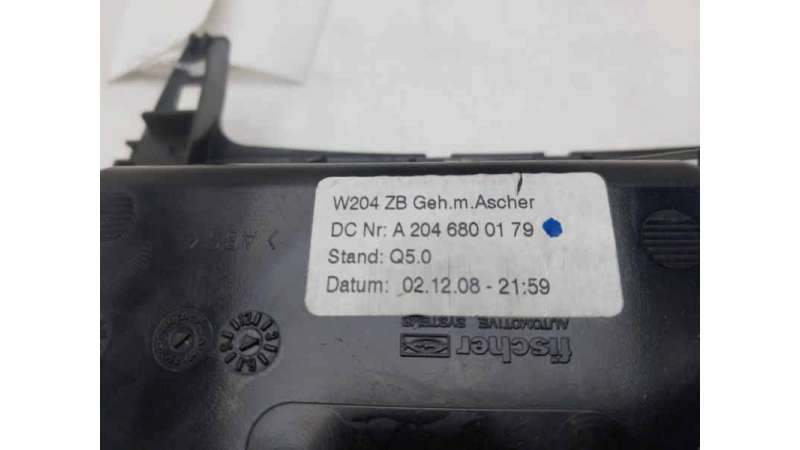 W204 ZB Geh.m.Ascher
DC Nr: A 204 680 01 79
Stand: Q5.0
Datum: 02.12.08 - 21:59
fischer
AUTOMOTIVE
SYSTEMS
>ABS<